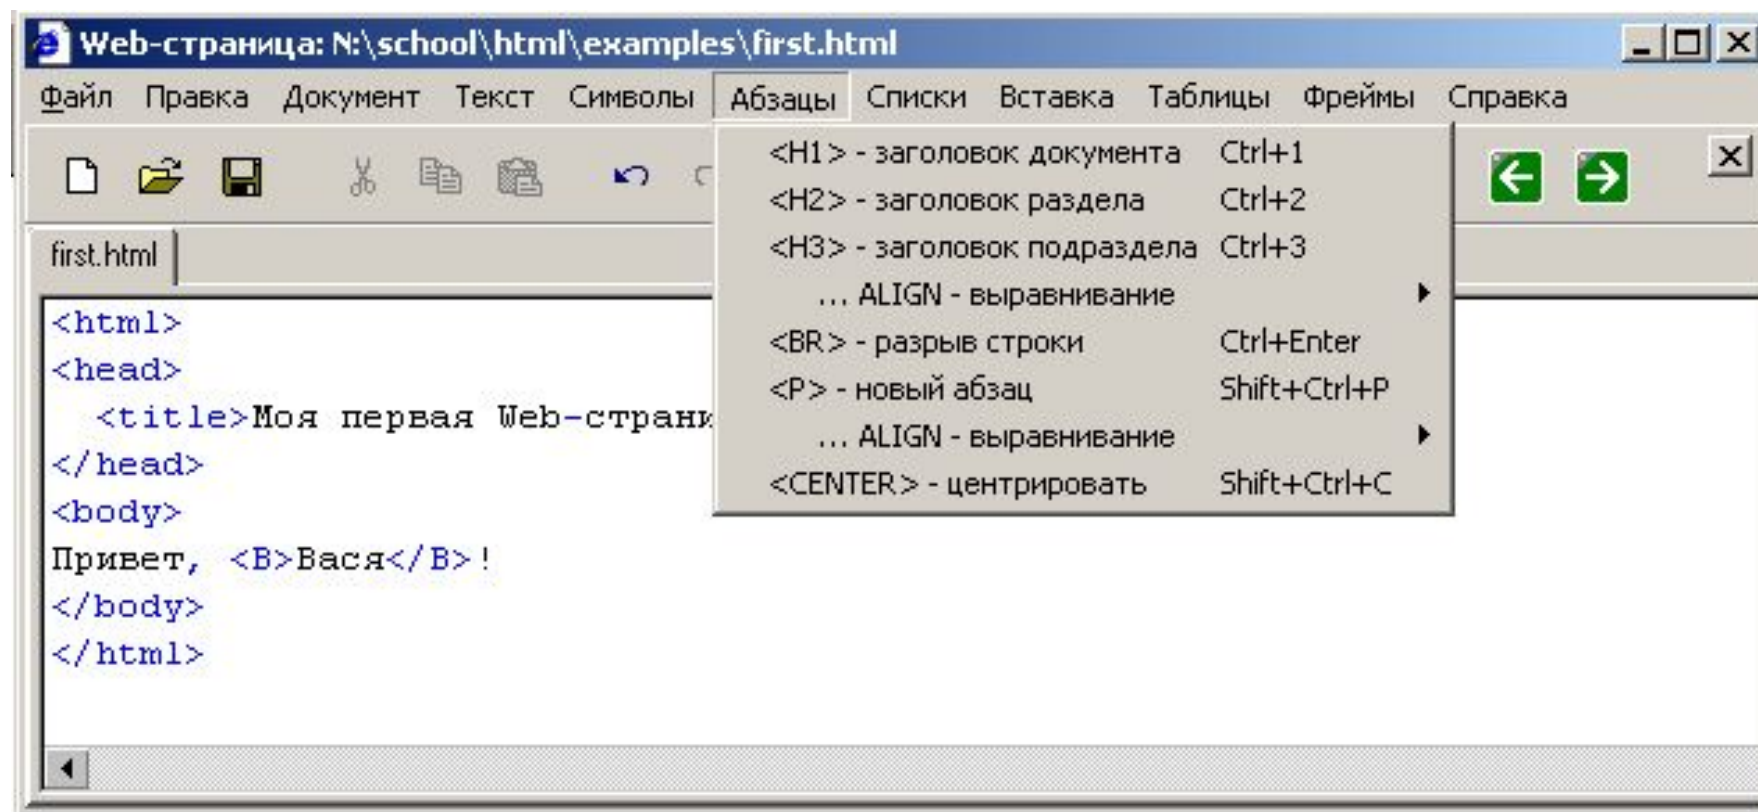 Web-страница: N:\school\html\examples\first.html
Файл Правка Документ Текст Символы Абзацы Списки Вставка Таблицы Фреймы Справка
<H1> - заголовок документа Ctrl+1
<H2> - заголовок раздела Ctrl+2
<H3> - заголовок подраздела Ctrl+3
... ALIGN - выравнивание
<BR> - разрыв строки Ctrl+Enter
<P> - новый абзац Shift+Ctrl+P
... ALIGN - выравнивание
<CENTER> - центрировать Shift+Ctrl+C
first.html
<html>
<head>
<title>Моя первая Web-страни
</head>
<body>
Привет, <B>Вася</B>!
</body>
</html>